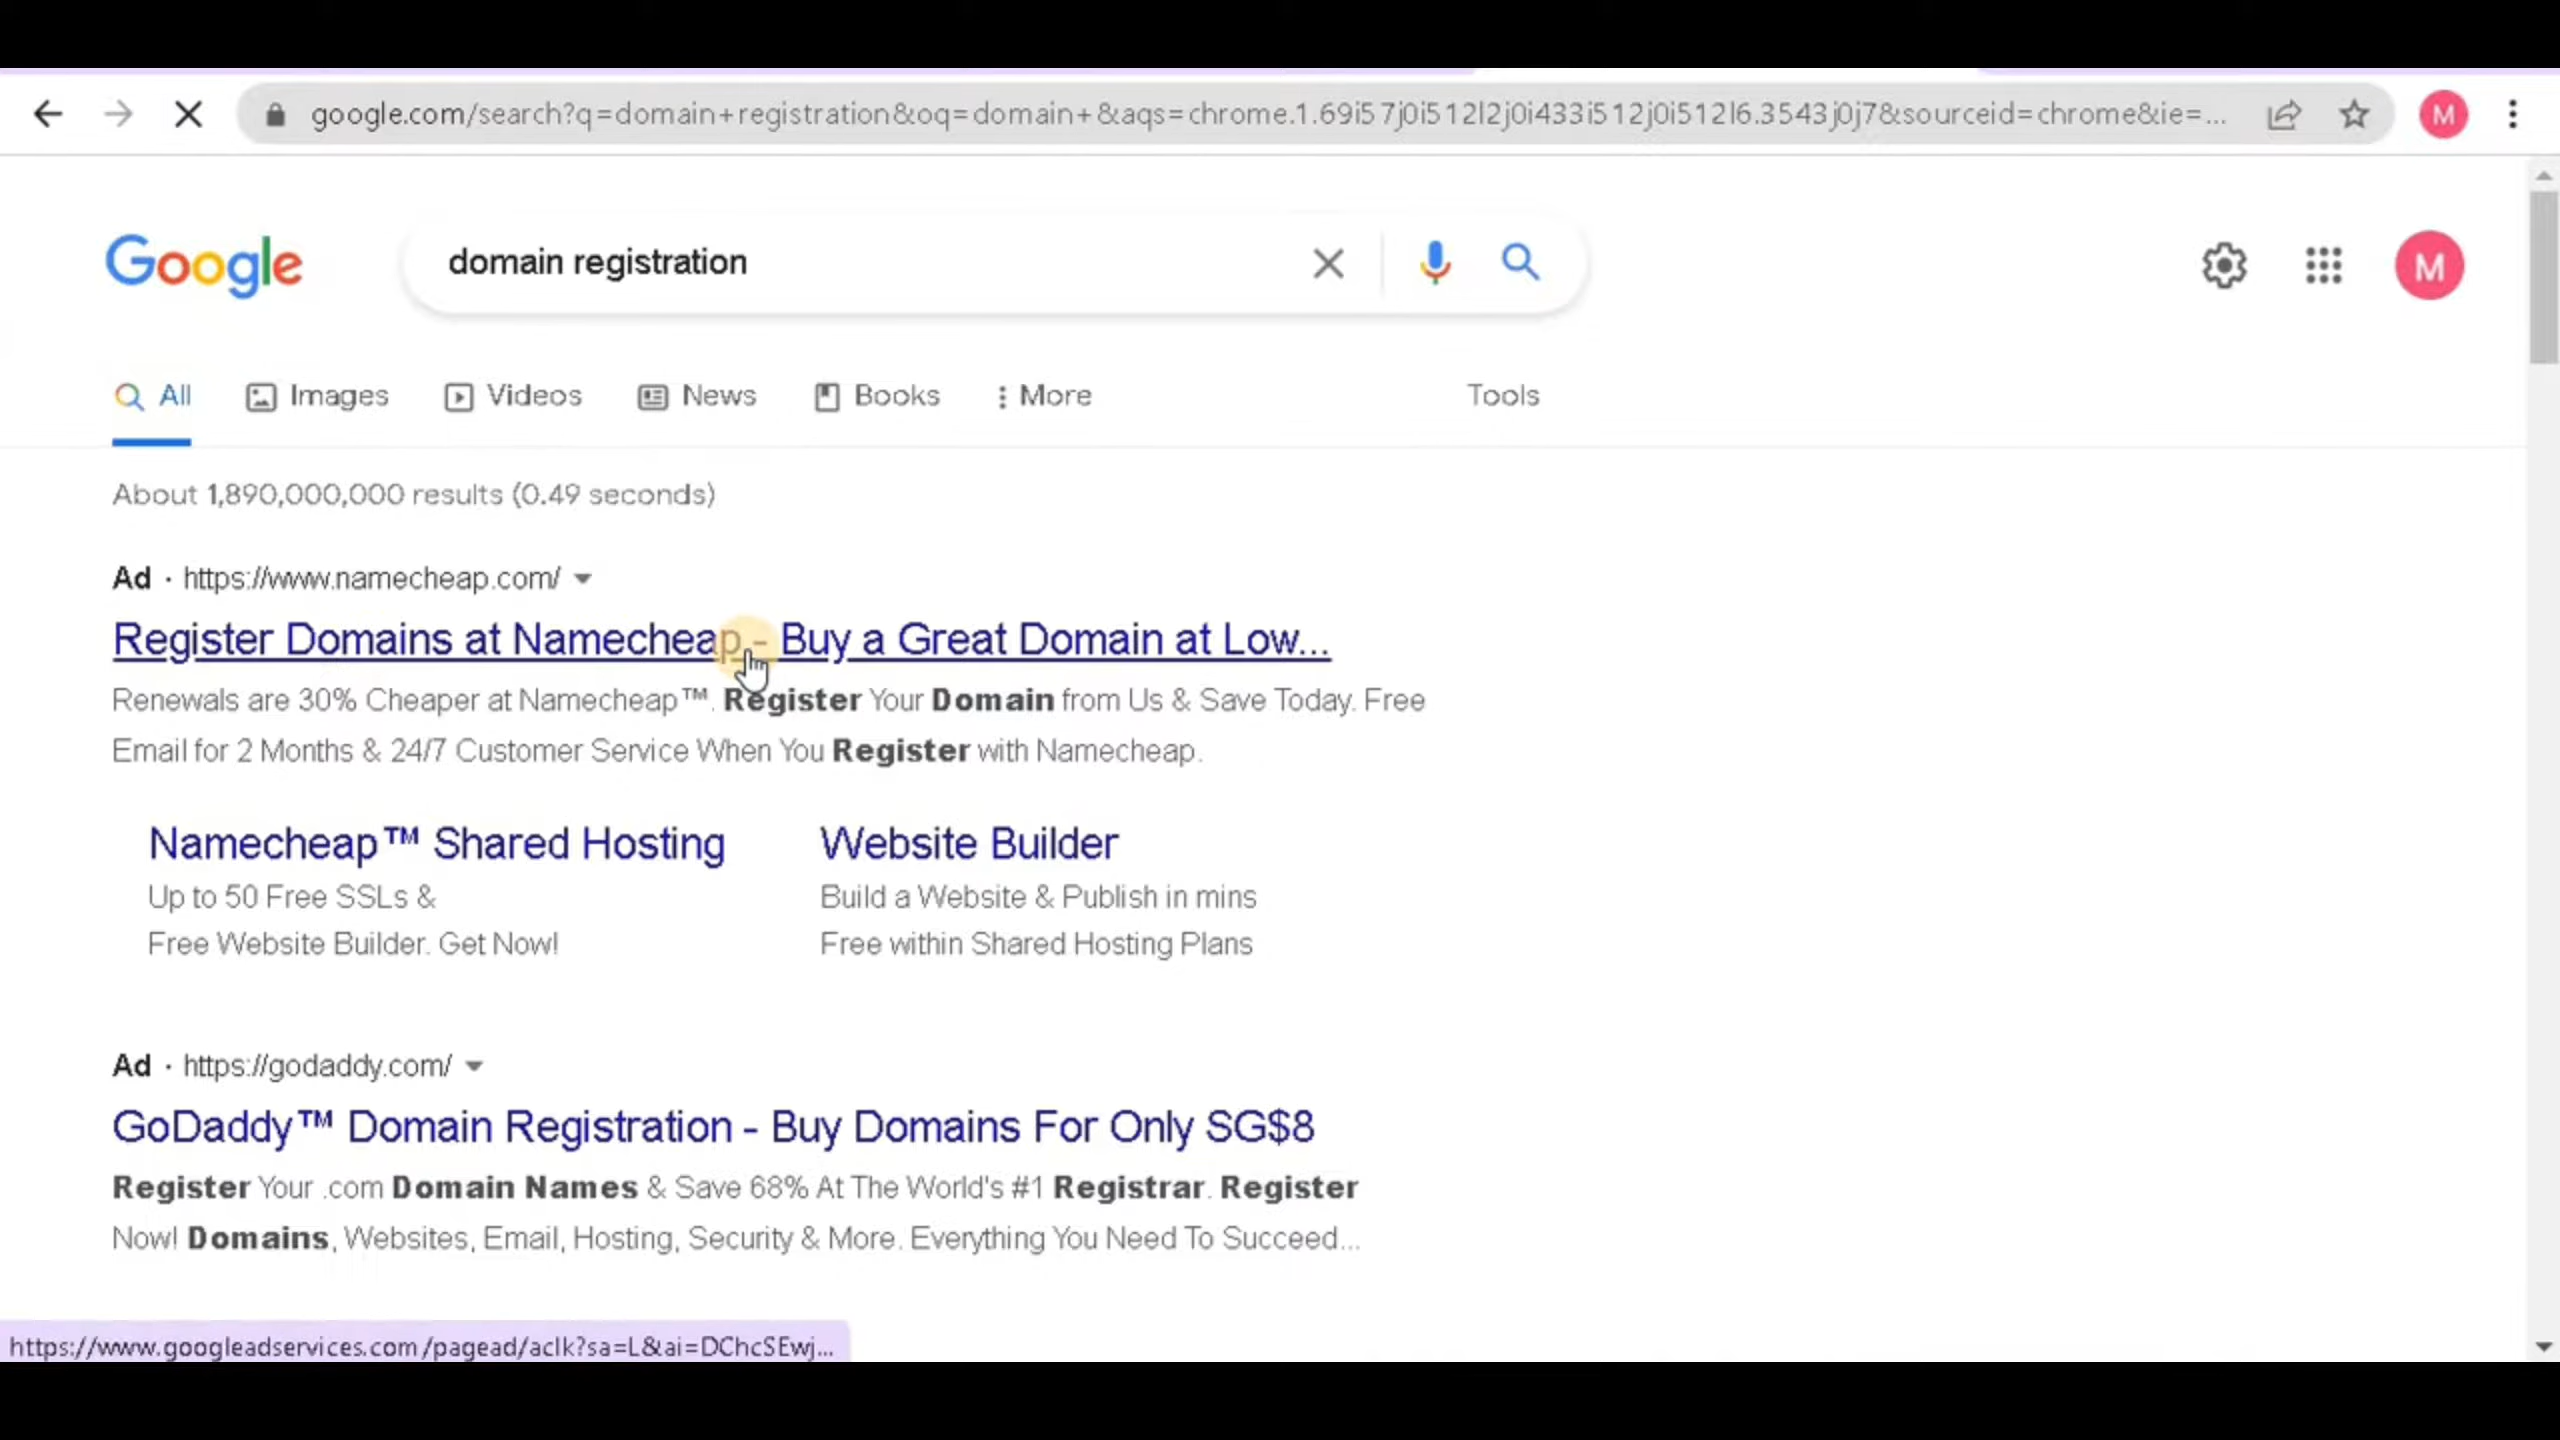 google.com/search?q=domain+registration&oq=domain+&aqs=chrome.1.69i57j0i512l2j0i433i512j0i512l6.3543j0j7&sourceid=chrome&ie=...
M
Google
domain registration
M
All
Images
Videos
News
Books
More
Tools
About 1,890,000,000 results (0.49 seconds)
Ad · https://www.namecheap.com/
Register Domains at Namecheap - Buy a Great Domain at Low...
Renewals are 30% Cheaper at Namecheap™. Register Your Domain from Us & Save Today. Free
Email for 2 Months & 24/7 Customer Service When You Register with Namecheap.
Namecheap™ Shared Hosting
Up to 50 Free SSLs &
Free Website Builder. Get Now!
Website Builder
Build a Website & Publish in mins
Free within Shared Hosting Plans
Ad · https://godaddy.com/
GoDaddy™ Domain Registration - Buy Domains For Only SG$8
Register Your .com Domain Names & Save 68% At The World's #1 Registrar. Register
Now! Domains, Websites, Email, Hosting, Security & More. Everything You Need To Succeed...
https://www.googleadservices.com/pagead/aclk?sa=L&ai=DChcSEwj...